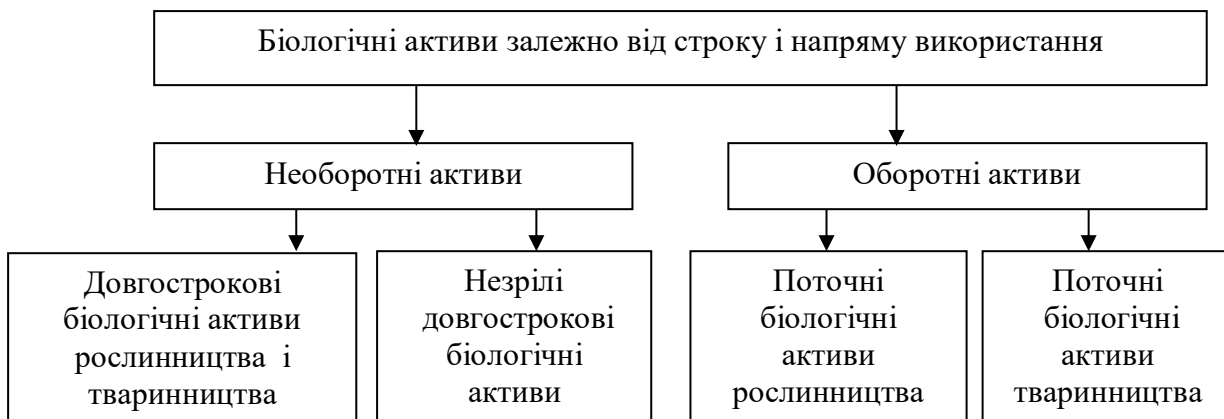 Біологічні активи залежно від строку і напряму використання
Необоротні активи
Оборотні активи
Довгострокові
біологічні активи
рослинництва і
тваринництва
Незрілі
довгострокові
біологічні
активи
Поточні
біологічні
активи
рослинництва
Поточні
біологічні
активи
тваринництва